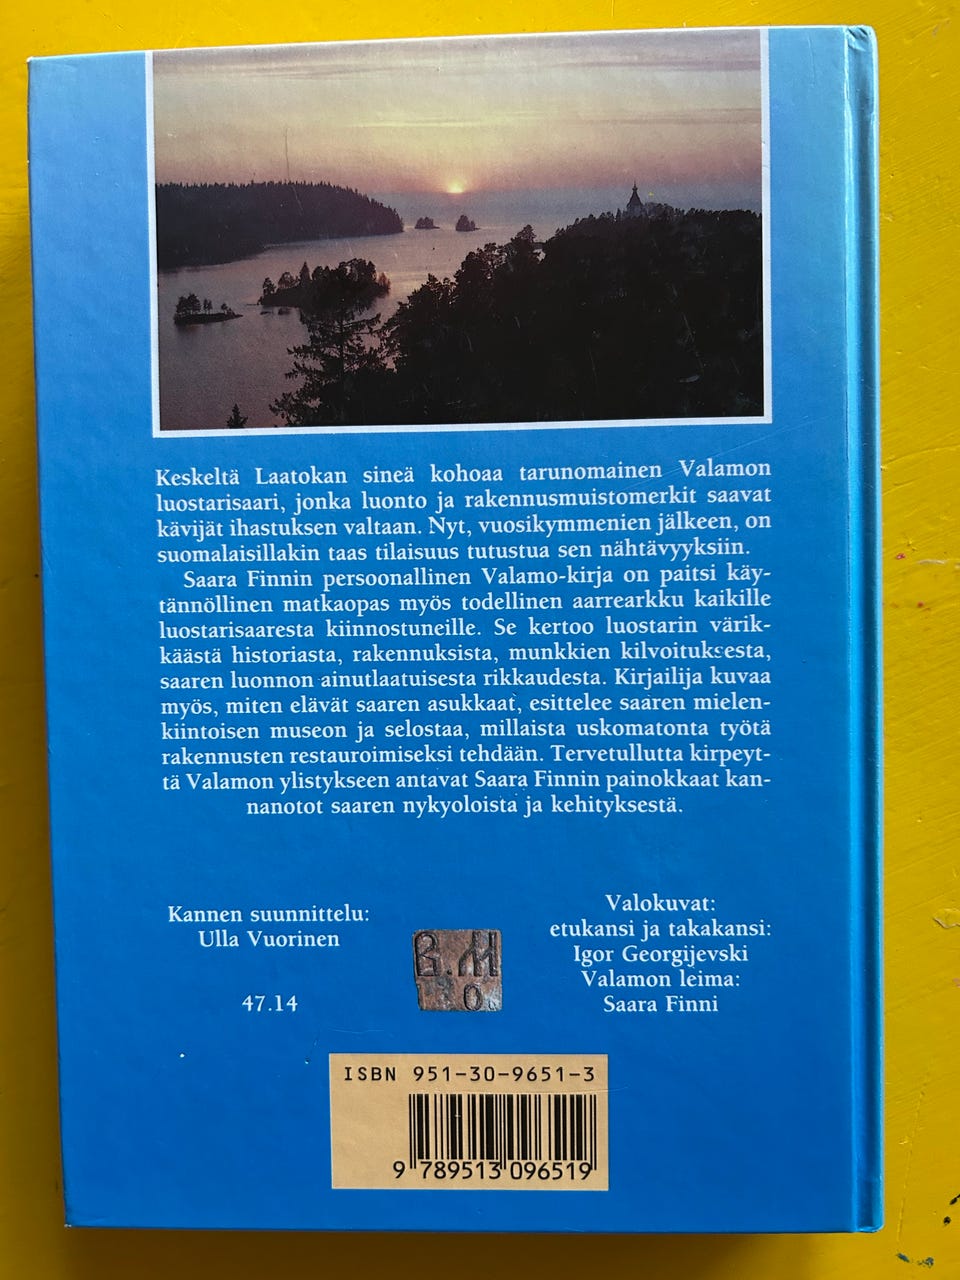 Keskeltä Laatokan sineä kohoaa tarunomainen Valamon
luostarisaari, jonka luonto ja rakennusmuistomerkit saavat
kävijät ihastuksen valtaan. Nyt, vuosikymmenien jälkeen, on
suomalaisillakin taas tilaisuus tutustua sen nähtävyyksiin.
Saara Finnin persoonallinen Valamo-kirja on paitsi käy-
tännöllinen matkaopas myös todellinen aarrearkku kaikille
luostarisaaresta kiinnostuneille. Se kertoo luostarin värik-
käästä historiasta, rakennuksista, munkkien kilvoituksesta,
saaren luonnon ainutlaatuisesta rikkaudesta. Kirjailija kuvaa
myös, miten elävät saaren asukkaat, esittelee saaren mielen-
kiintoisen museon ja selostaa, millaista uskomatonta työtä
rakennusten restauroimiseksi tehdään. Tervetullutta kirpeyt-
tä Valamon ylistykseen antavat Saara Finnin painokkaat kan-
nanotot saaren nykyoloista ja kehityksestä.
Kannen suunnittelu:
Ulla Vuorinen
47.14
В.М
О.
Valokuvat:
etukansi ja takakansi:
Igor Georgijevski
Valamon leima:
Saara Finni
ISBN 951-30-9651-3
9 789513 096519